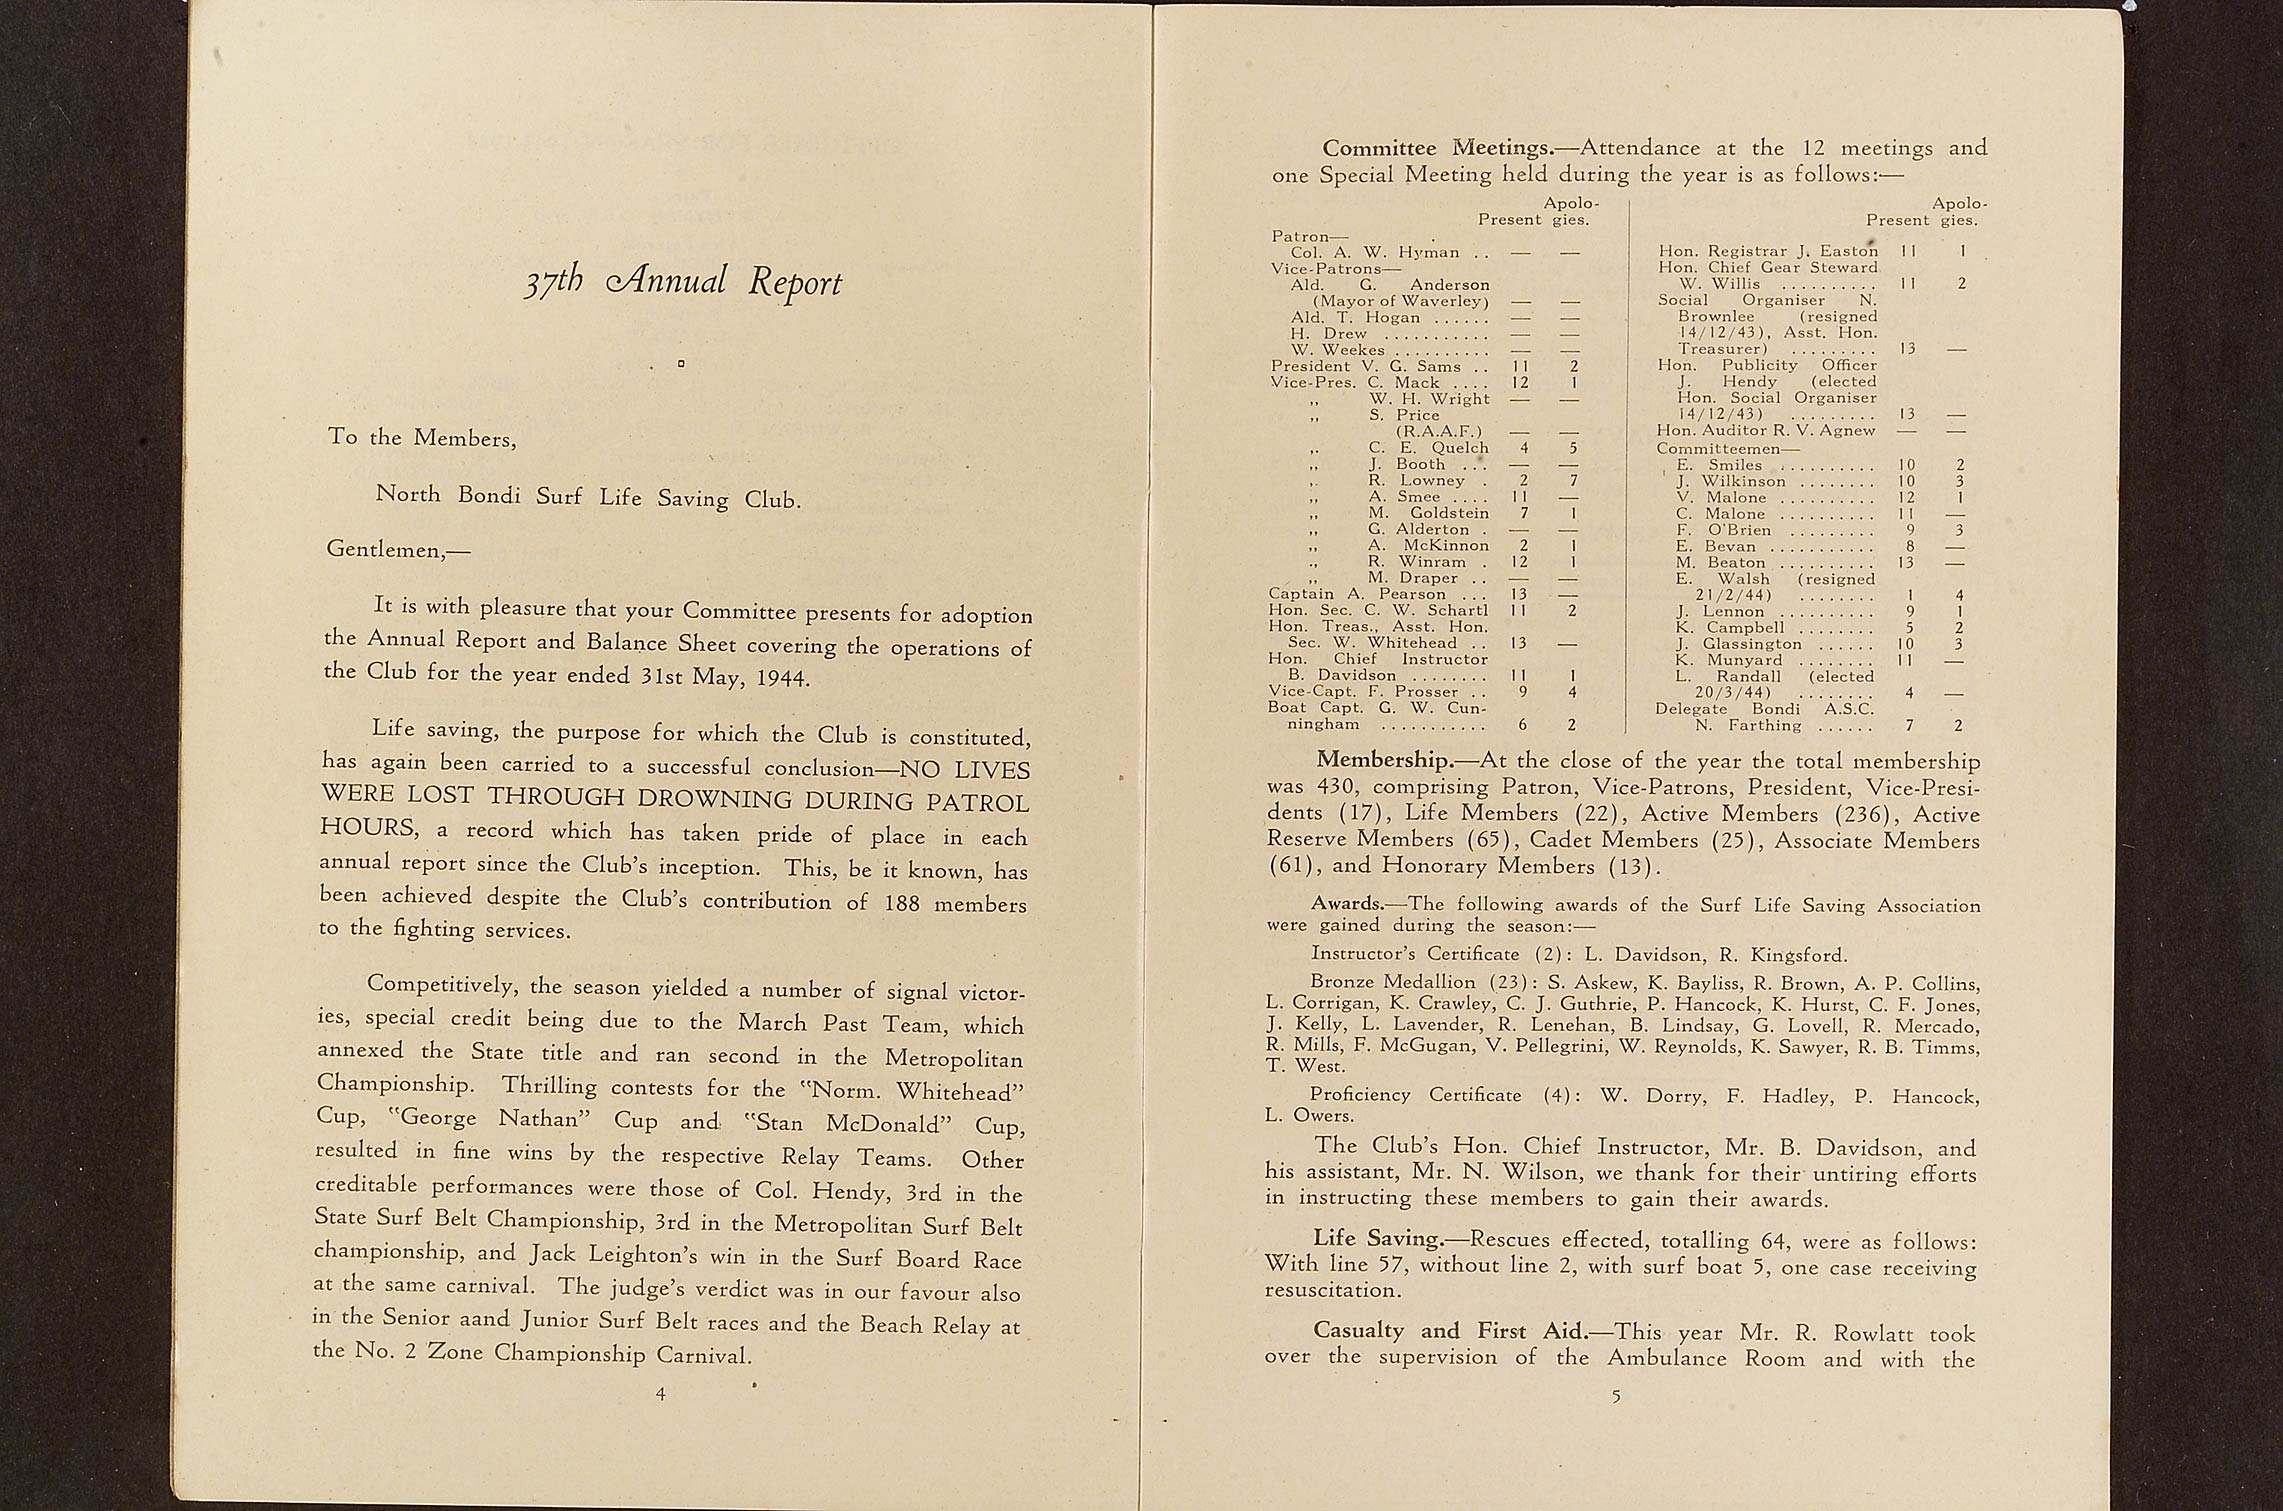 37th Annual Report
To the Members,
North Bondi Surf Life Saving Club.
Gentlemen,—
It is with pleasure that your Committee presents for adoption
the Annual Report and Balance Sheet covering the operations of
the Club for the year ended 31st May, 1944.
Life saving, the purpose for which the Club is constituted,
has again been carried to a successful conclusion—NO LIVES
WERE LOST THROUGH DROWNING DURING PATROL
HOURS, a record which has taken pride of place in each
annual report since the Club's inception. This, be it known, has
been achieved despite the Club's contribution of 188 members
to the fighting services.
Competitively, the season yielded a number of signal victor-
ies, special credit being due to the March Past Team, which
annexed the State title and ran second in the Metropolitan
Championship. Thrilling contests for the "Norm. Whitehead"
Cup, "George Nathan" Cup and "Stan McDonald" Cup,
resulted in fine wins by the respective Relay Teams. Other
creditable performances were those of Col. Hendy, 3rd in the
State Surf Belt Championship, 3rd in the Metropolitan Surf Belt
championship, and Jack Leighton's win in the Surf Board Race
at the same carnival. The judge's verdict was in our favour also
in the Senior aand Junior Surf Belt races and the Beach Relay at
the No. 2 Zone Championship Carnival.
4
Committee Meetings.—Attendance at the 12 meetings and
one Special Meeting held during the year is as follows:—
Apolo-
Present gies.
Patron—
Col. A. W. Hyman .. — —
Vice-Patrons—
Ald. G. Anderson
(Mayor of Waverley) — —
Ald. T. Hogan ...... — —
H. Drew ........... — —
W. Weekes .......... — —
President V. G. Sams .. 11 2
Vice-Pres. C. Mack .... 12 1
,, W. H. Wright — —
,, S. Price
(R.A.A.F.) — —
,, C. E. Quelch 4 5
,, J. Booth ... — —
,, R. Lowney . 2 7
,, A. Smee .... 11 —
,, M. Goldstein 7 1
,, G. Alderton . — —
,, A. McKinnon 2 1
,, R. Winram . 12 1
,, M. Draper .. — —
Captain A. Pearson ... 13 —
Hon. Sec. C. W. Schartl 11 2
Hon. Treas., Asst. Hon.
Sec. W. Whitehead .. 13 —
Hon. Chief Instructor
B. Davidson ........ 11 1
Vice-Capt. F. Prosser .. 9 4
Boat Capt. G. W. Cun-
ningham ........... 6 2
Apolo-
Present gies.
Hon. Registrar J. Easton 11 1
Hon. Chief Gear Steward
W. Willis .......... 11 2
Social Organiser N.
Brownlee (resigned
14/12/43), Asst. Hon.
Treasurer) ......... 13 —
Hon. Publicity Officer
J. Hendy (elected
Hon. Social Organiser
14/12/43) ......... 13 —
Hon. Auditor R. V. Agnew — —
Committeemen—
E. Smiles .......... 10 2
J. Wilkinson ........ 10 3
V. Malone .......... 12 1
C. Malone .......... 11 —
F. O'Brien ......... 9 3
E. Bevan ........... 8 —
M. Beaton .......... 13 —
E. Walsh (resigned
21/2/44) ........ 1 4
J. Lennon .......... 9 1
K. Campbell ........ 5 2
J. Glassington ...... 10 3
K. Munyard ........ 11 —
L. Randall (elected
20/3/44) ........ 4 —
Delegate Bondi A.S.C.
N. Farthing ...... 7 2
Membership.—At the close of the year the total membership
was 430, comprising Patron, Vice-Patrons, President, Vice-Presi-
dents (17), Life Members (22), Active Members (236), Active
Reserve Members (65), Cadet Members (25), Associate Members
(61), and Honorary Members (13).
Awards.—The following awards of the Surf Life Saving Association
were gained during the season:—
Instructor's Certificate (2): L. Davidson, R. Kingsford.
Bronze Medallion (23): S. Askew, K. Bayliss, R. Brown, A. P. Collins,
L. Corrigan, K. Crawley, C. J. Guthrie, P. Hancock, K. Hurst, C. F. Jones,
J. Kelly, L. Lavender, R. Lenehan, B. Lindsay, G. Lovell, R. Mercado,
R. Mills, F. McGugan, V. Pellegrini, W. Reynolds, K. Sawyer, R. B. Timms,
T. West.
Proficiency Certificate (4): W. Dorry, F. Hadley, P. Hancock,
L. Owers.
The Club's Hon. Chief Instructor, Mr. B. Davidson, and
his assistant, Mr. N. Wilson, we thank for their untiring efforts
in instructing these members to gain their awards.
Life Saving.—Rescues effected, totalling 64, were as follows:
With line 57, without line 2, with surf boat 5, one case receiving
resuscitation.
Casualty and First Aid.—This year Mr. R. Rowlatt took
over the supervision of the Ambulance Room and with the
5